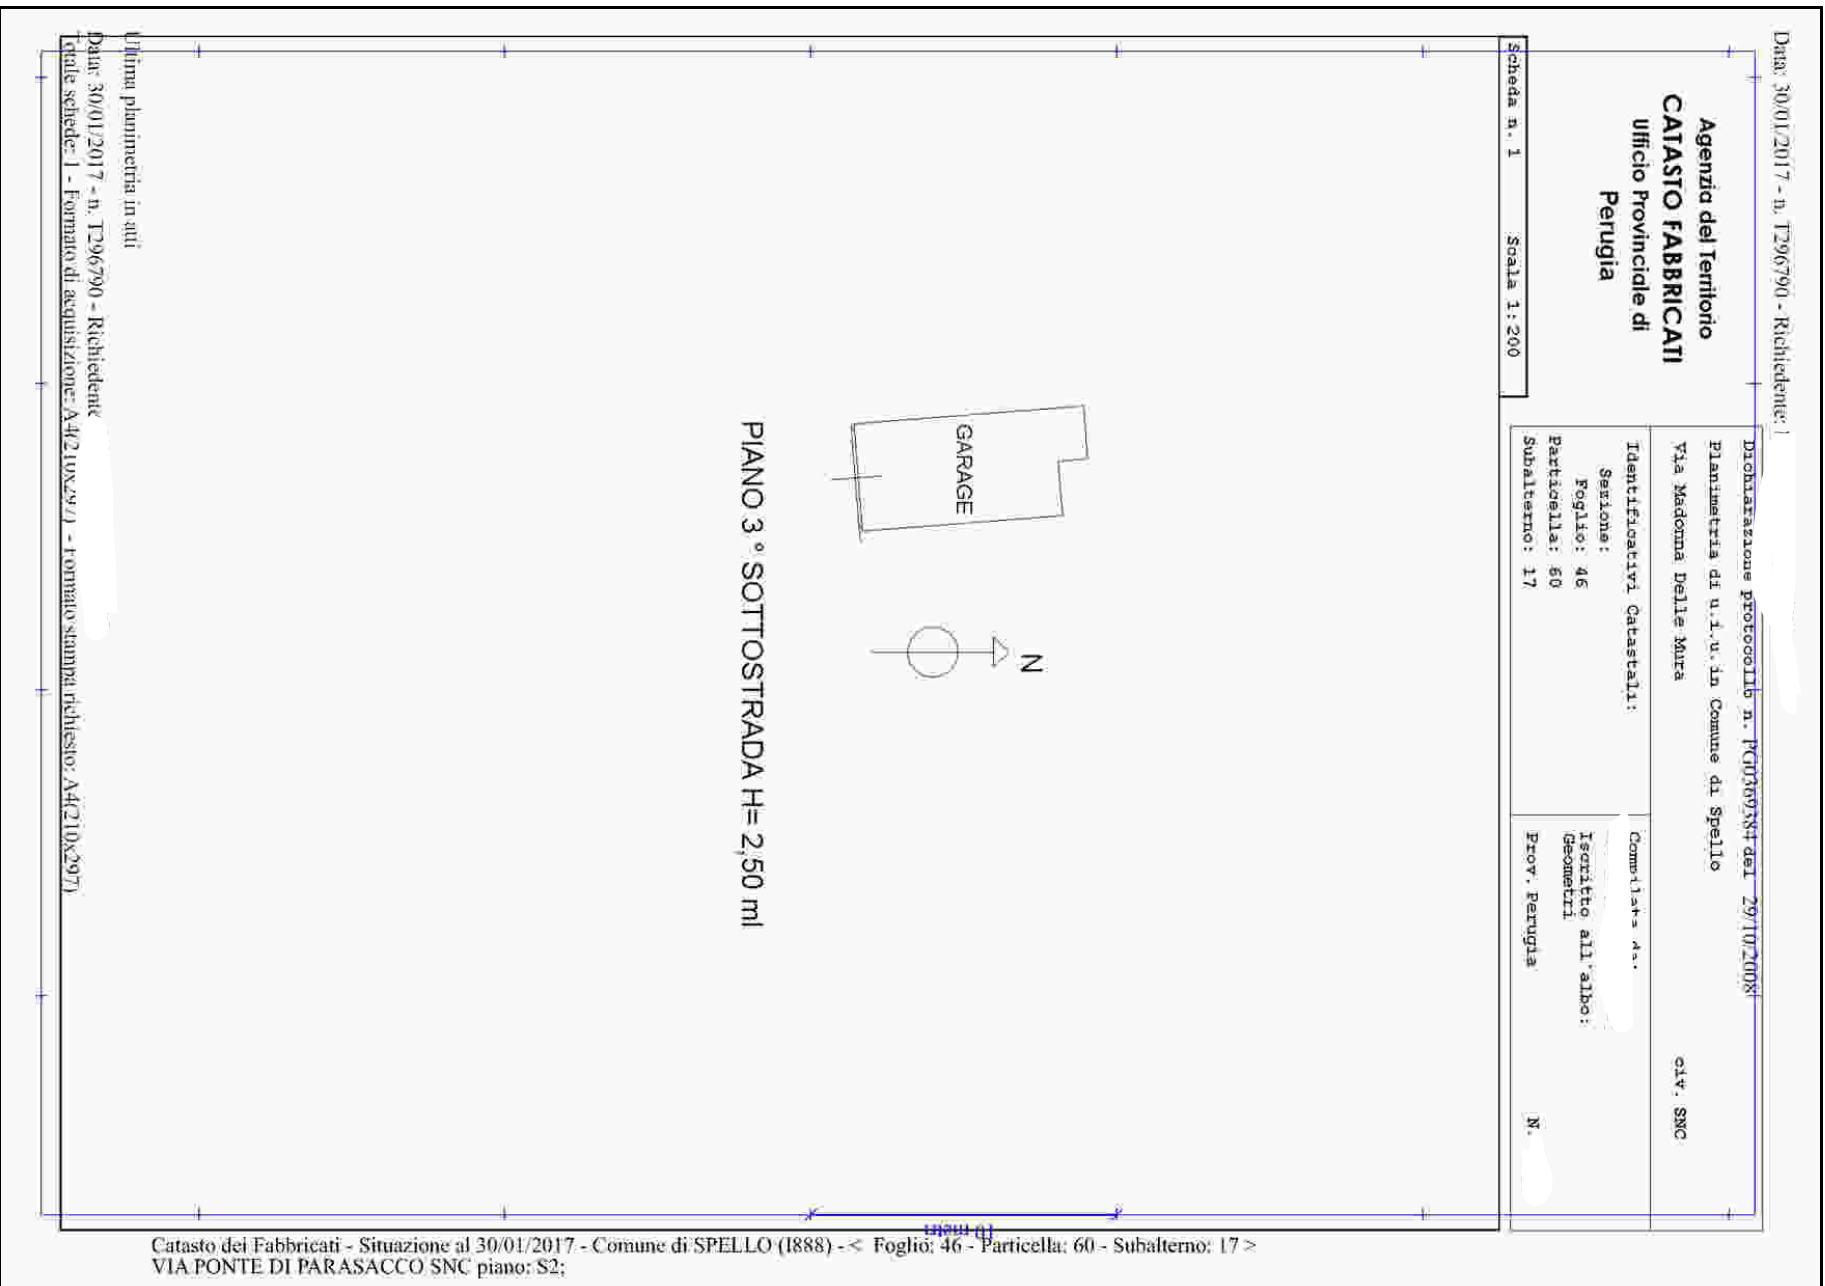 Data: 30/01/2017 - n. T296790 - Richiedente:
Agenzia del Territorio
CATASTO FABBRICATI
Ufficio Provinciale di
Perugia
Dichiarazione protocollo n. PG0369384 del 29/10/2008
Planimetria di u.i.u. in Comune di Spello
Via Madonna Delle Mura civ. SNC
Identificativi Catastali:
Sezione:
Foglio: 46
Particella: 60
Subalterno: 17
Compilata da:
Iscritto all'albo:
Geometri
Prov. Perugia N.
Scheda n. 1 Scala 1:200
N
GARAGE
PIANO 3 ° SOTTOSTRADA H= 2,50 ml
Ultima planimetria in atti
Data: 30/01/2017 - n. T296790 - Richiedente
Totale schede: 1 - Formato di acquisizione: A4(210x297) - Formato stampa richiesto: A4(210x297)
10 metri
Catasto dei Fabbricati - Situazione al 30/01/2017 - Comune di SPELLO (I888) - < Foglio: 46 - Particella: 60 - Subalterno: 17 >
VIA PONTE DI PARASACCO SNC piano: S2;